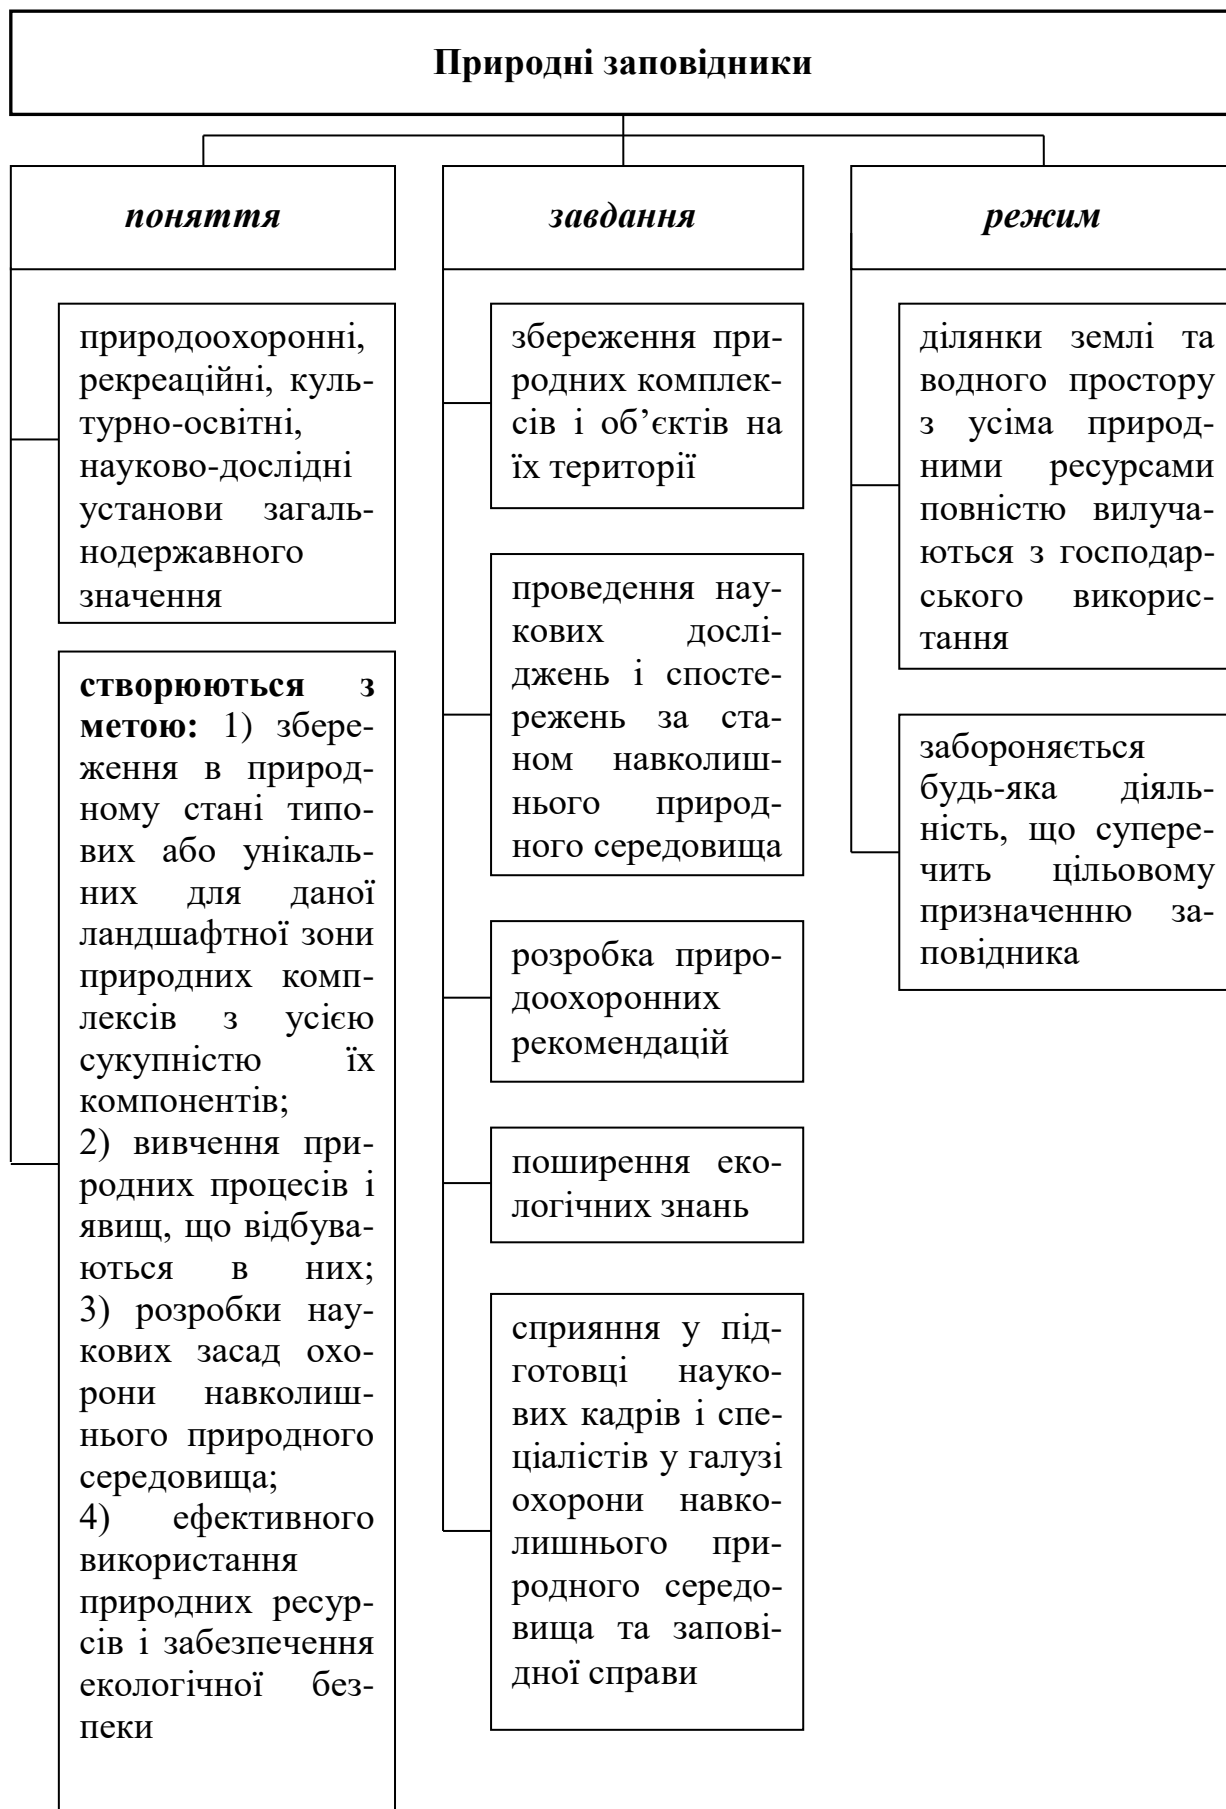 Природні заповідники
поняття
природоохоронні,
рекреаційні, куль-
турно-освітні,
науково-дослідні
установи загаль-
нодержавного
значення
створюються з
метою: 1) збере-
ження в природ-
ному стані типо-
вих або унікаль-
них для даної
ландшафтної зони
природних комп-
лексів з усією
сукупністю їх
компонентів;
2) вивчення при-
родних процесів і
явищ, що відбува-
ються в них;
3) розробки нау-
кових засад охо-
рони навколиш-
нього природного
середовища;
4) ефективного
використання
природних ресур-
сів і забезпечення
екологічної без-
пеки
завдання
збереження при-
родних комплек-
сів і об’єктів на
їх території
проведення нау-
кових дослі-
джень і спосте-
режень за ста-
ном навколиш-
нього природ-
ного середовища
розробка приро-
доохоронних
рекомендацій
поширення еко-
логічних знань
сприяння у під-
готовці науко-
вих кадрів і спе-
ціалістів у галузі
охорони навко-
лишнього при-
родного середо-
вища та запові-
дної справи
режим
ділянки землі та
водного простору
з усіма природ-
ними ресурсами
повністю вилуча-
ються з господар-
ського викорис-
тання
забороняється
будь-яка діяль-
ність, що супере-
чить цільовому
призначенню за-
повідника